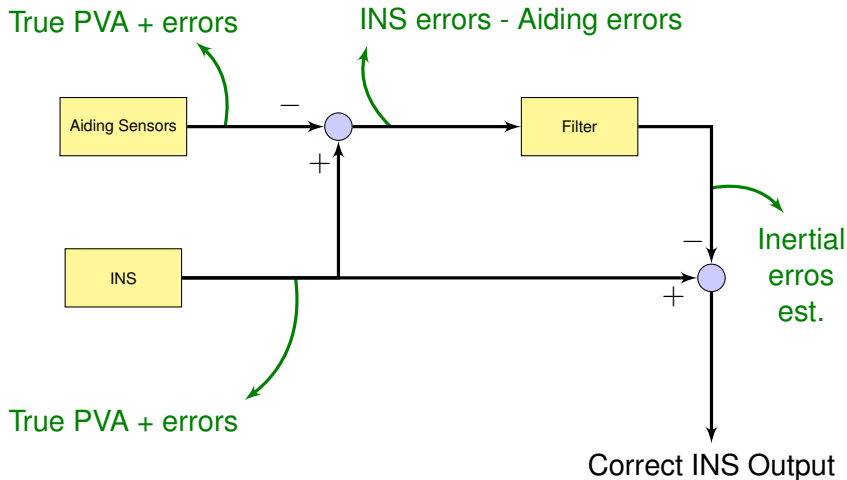 True PVA + errors
INS errors - Aiding errors
−
Aiding Sensors
Filter
+
−
Inertial
erros
est.
INS
+
True PVA + errors
Correct INS Output